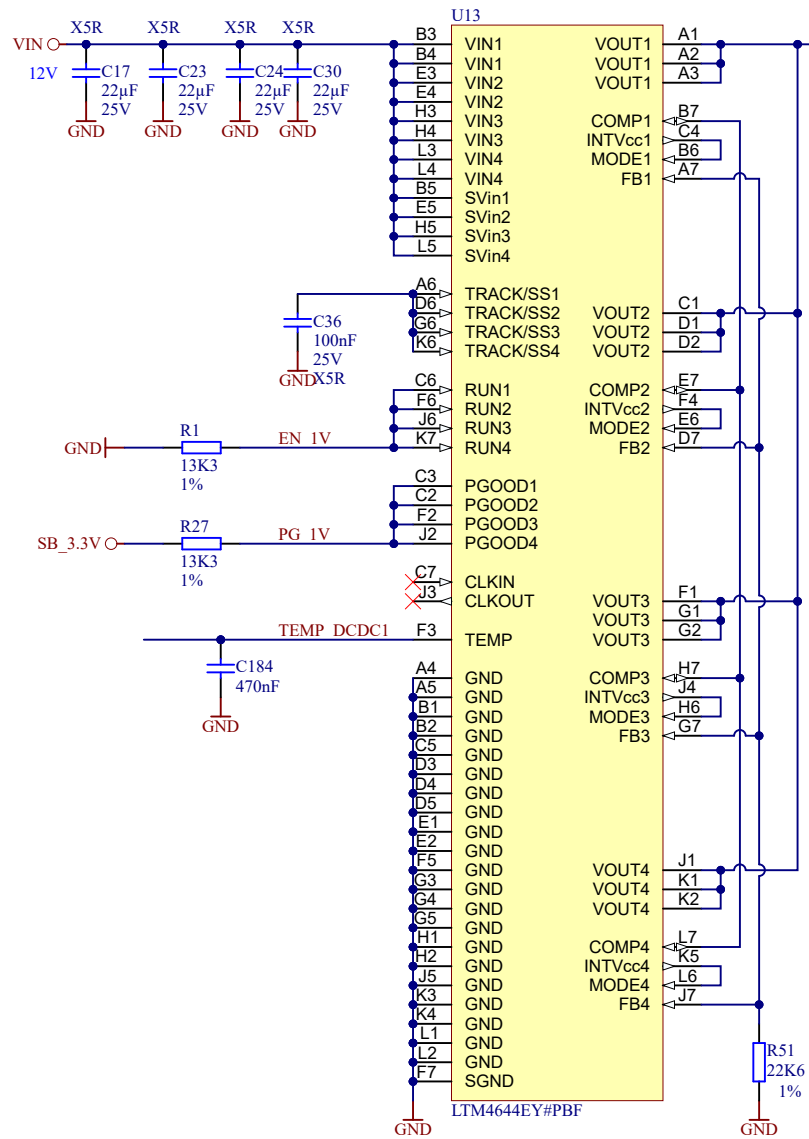 U13
X5R X5R X5R X5R
VIN
12V
C17 C23 C24 C30
22µF 22µF 22µF 22µF
25V 25V 25V 25V
GND GND GND GND
B3 VIN1 VOUT1 A1
B4 VIN1 VOUT1 A2
E3 VIN2 VOUT1 A3
E4 VIN2
H3 VIN3 COMP1 B7
H4 VIN3 INTVcc1 C4
L3 VIN4 MODE1 B6
L4 VIN4 FB1 A7
B5 SVin1
E5 SVin2
H5 SVin3
L5 SVin4
A6 TRACK/SS1
D6 TRACK/SS2 VOUT2 C1
G6 TRACK/SS3 VOUT2 D1
K6 TRACK/SS4 VOUT2 D2
C36
100nF
25V
X5R
GND
C6 RUN1 COMP2 E7
F6 RUN2 INTVcc2 F4
J6 RUN3 MODE2 E6
K7 RUN4 FB2 D7
GND R1 EN_1V
13K3
1%
C3 PGOOD1
C2 PGOOD2
F2 PGOOD3
J2 PGOOD4
SB_3.3V R27 PG_1V
13K3
1%
C7 CLKIN
J3 CLKOUT VOUT3 F1
VOUT3 G1
TEMP_DCDC1 F3 TEMP VOUT3 G2
C184
470nF
GND
A4 GND COMP3 H7
A5 GND INTVcc3 J4
B1 GND MODE3 H6
B2 GND FB3 G7
C5 GND
D3 GND
D4 GND
D5 GND
E1 GND
E2 GND
F5 GND VOUT4 J1
G3 GND VOUT4 K1
G4 GND VOUT4 K2
G5 GND
H1 GND COMP4 L7
H2 GND INTVcc4 K5
J5 GND MODE4 L6
K3 GND FB4 J7
K4 GND
L1 GND
L2 GND
F7 SGND
R51
22K6
1%
GND
LTM4644EY#PBF
GND